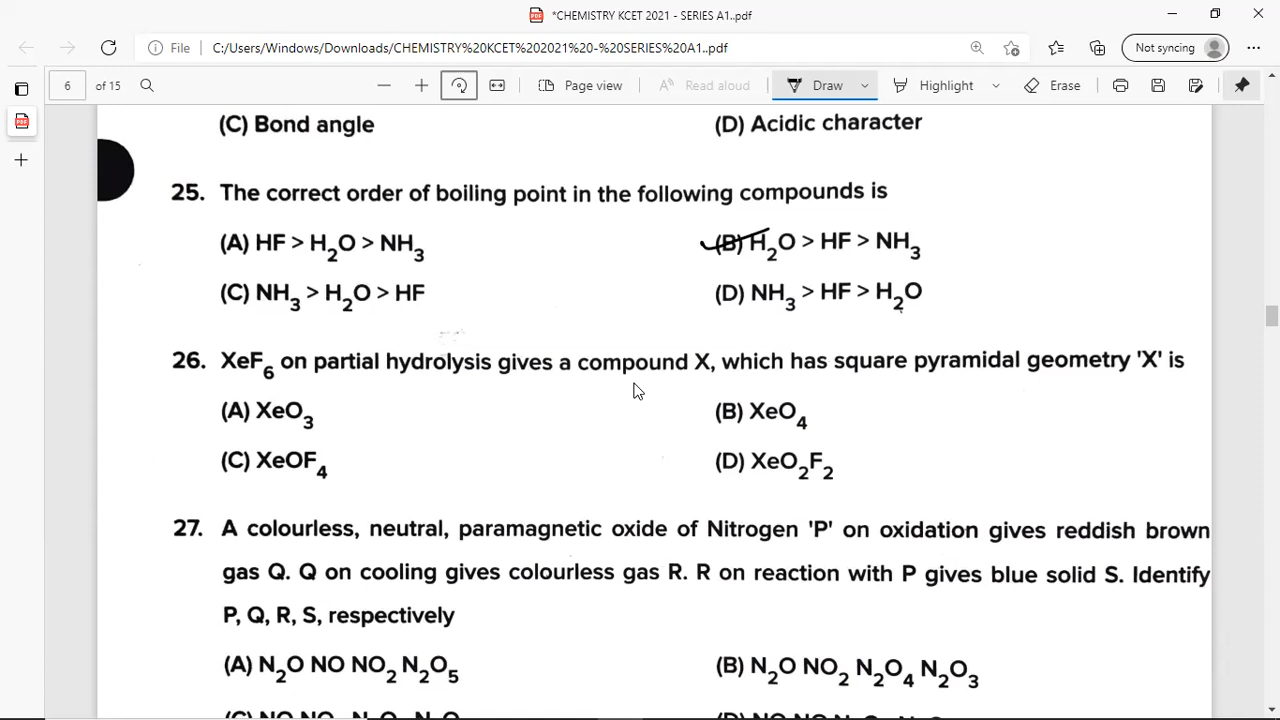 *CHEMISTRY KCET 2021 - SERIES A1..pdf
File C:/Users/Windows/Downloads/CHEMISTRY%20KCET%202021%20-%20SERIES%20A1..pdf Not syncing
6 of 15 Page view Read aloud Draw Highlight Erase
(C) Bond angle (D) Acidic character
25. The correct order of boiling point in the following compounds is
(A) HF > H₂O > NH₃ (B) H₂O > HF > NH₃
(C) NH₃ > H₂O > HF (D) NH₃ > HF > H₂O
26. XeF₆ on partial hydrolysis gives a compound X, which has square pyramidal geometry 'X' is
(A) XeO₃ (B) XeO₄
(C) XeOF₄ (D) XeO₂F₂
27. A colourless, neutral, paramagnetic oxide of Nitrogen 'P' on oxidation gives reddish brown
gas Q. Q on cooling gives colourless gas R. R on reaction with P gives blue solid S. Identify
P, Q, R, S, respectively
(A) N₂O NO NO₂ N₂O₅ (B) N₂O NO₂ N₂O₄ N₂O₃